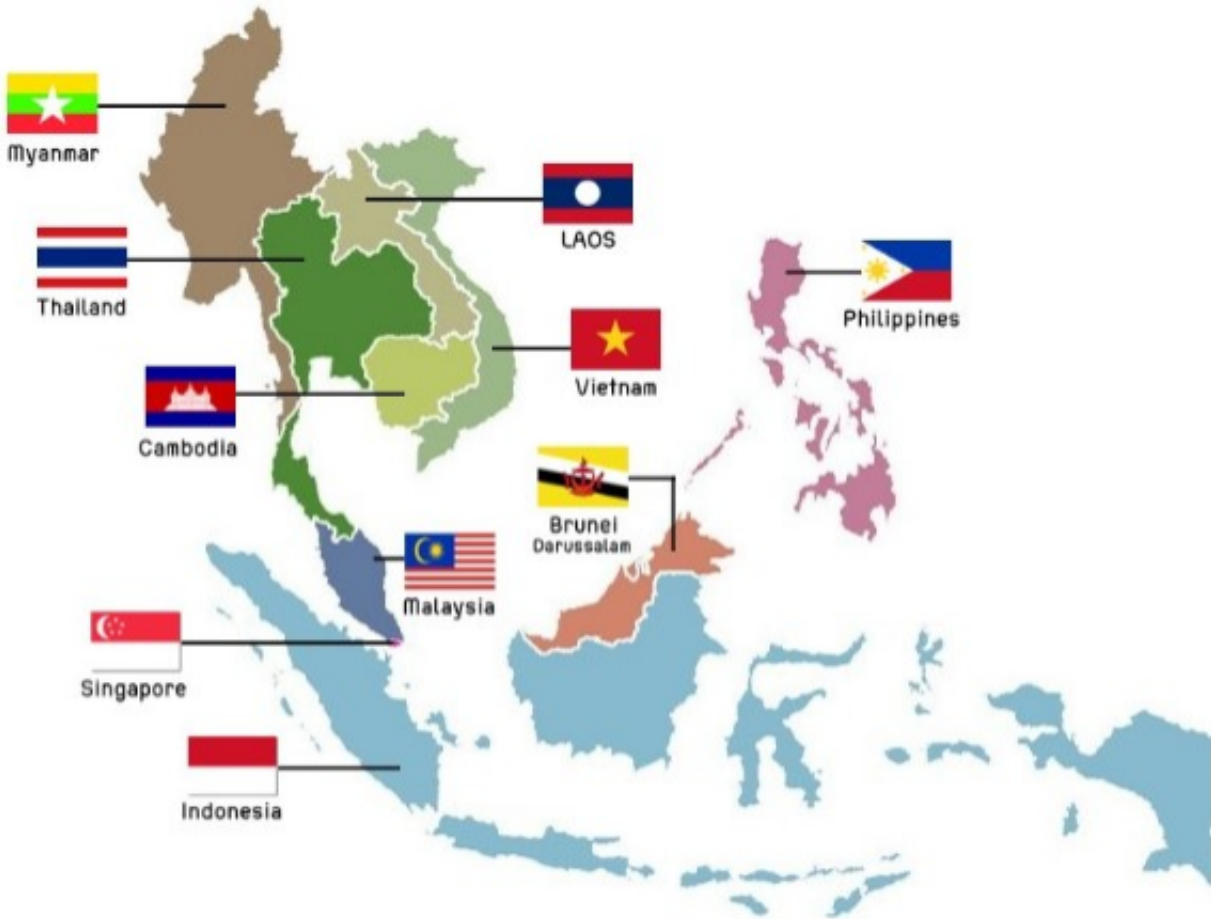 Myanmar
LAOS
Thailand
Philippines
Vietnam
Cambodia
Brunei
Darussalam
Malaysia
Singapore
Indonesia